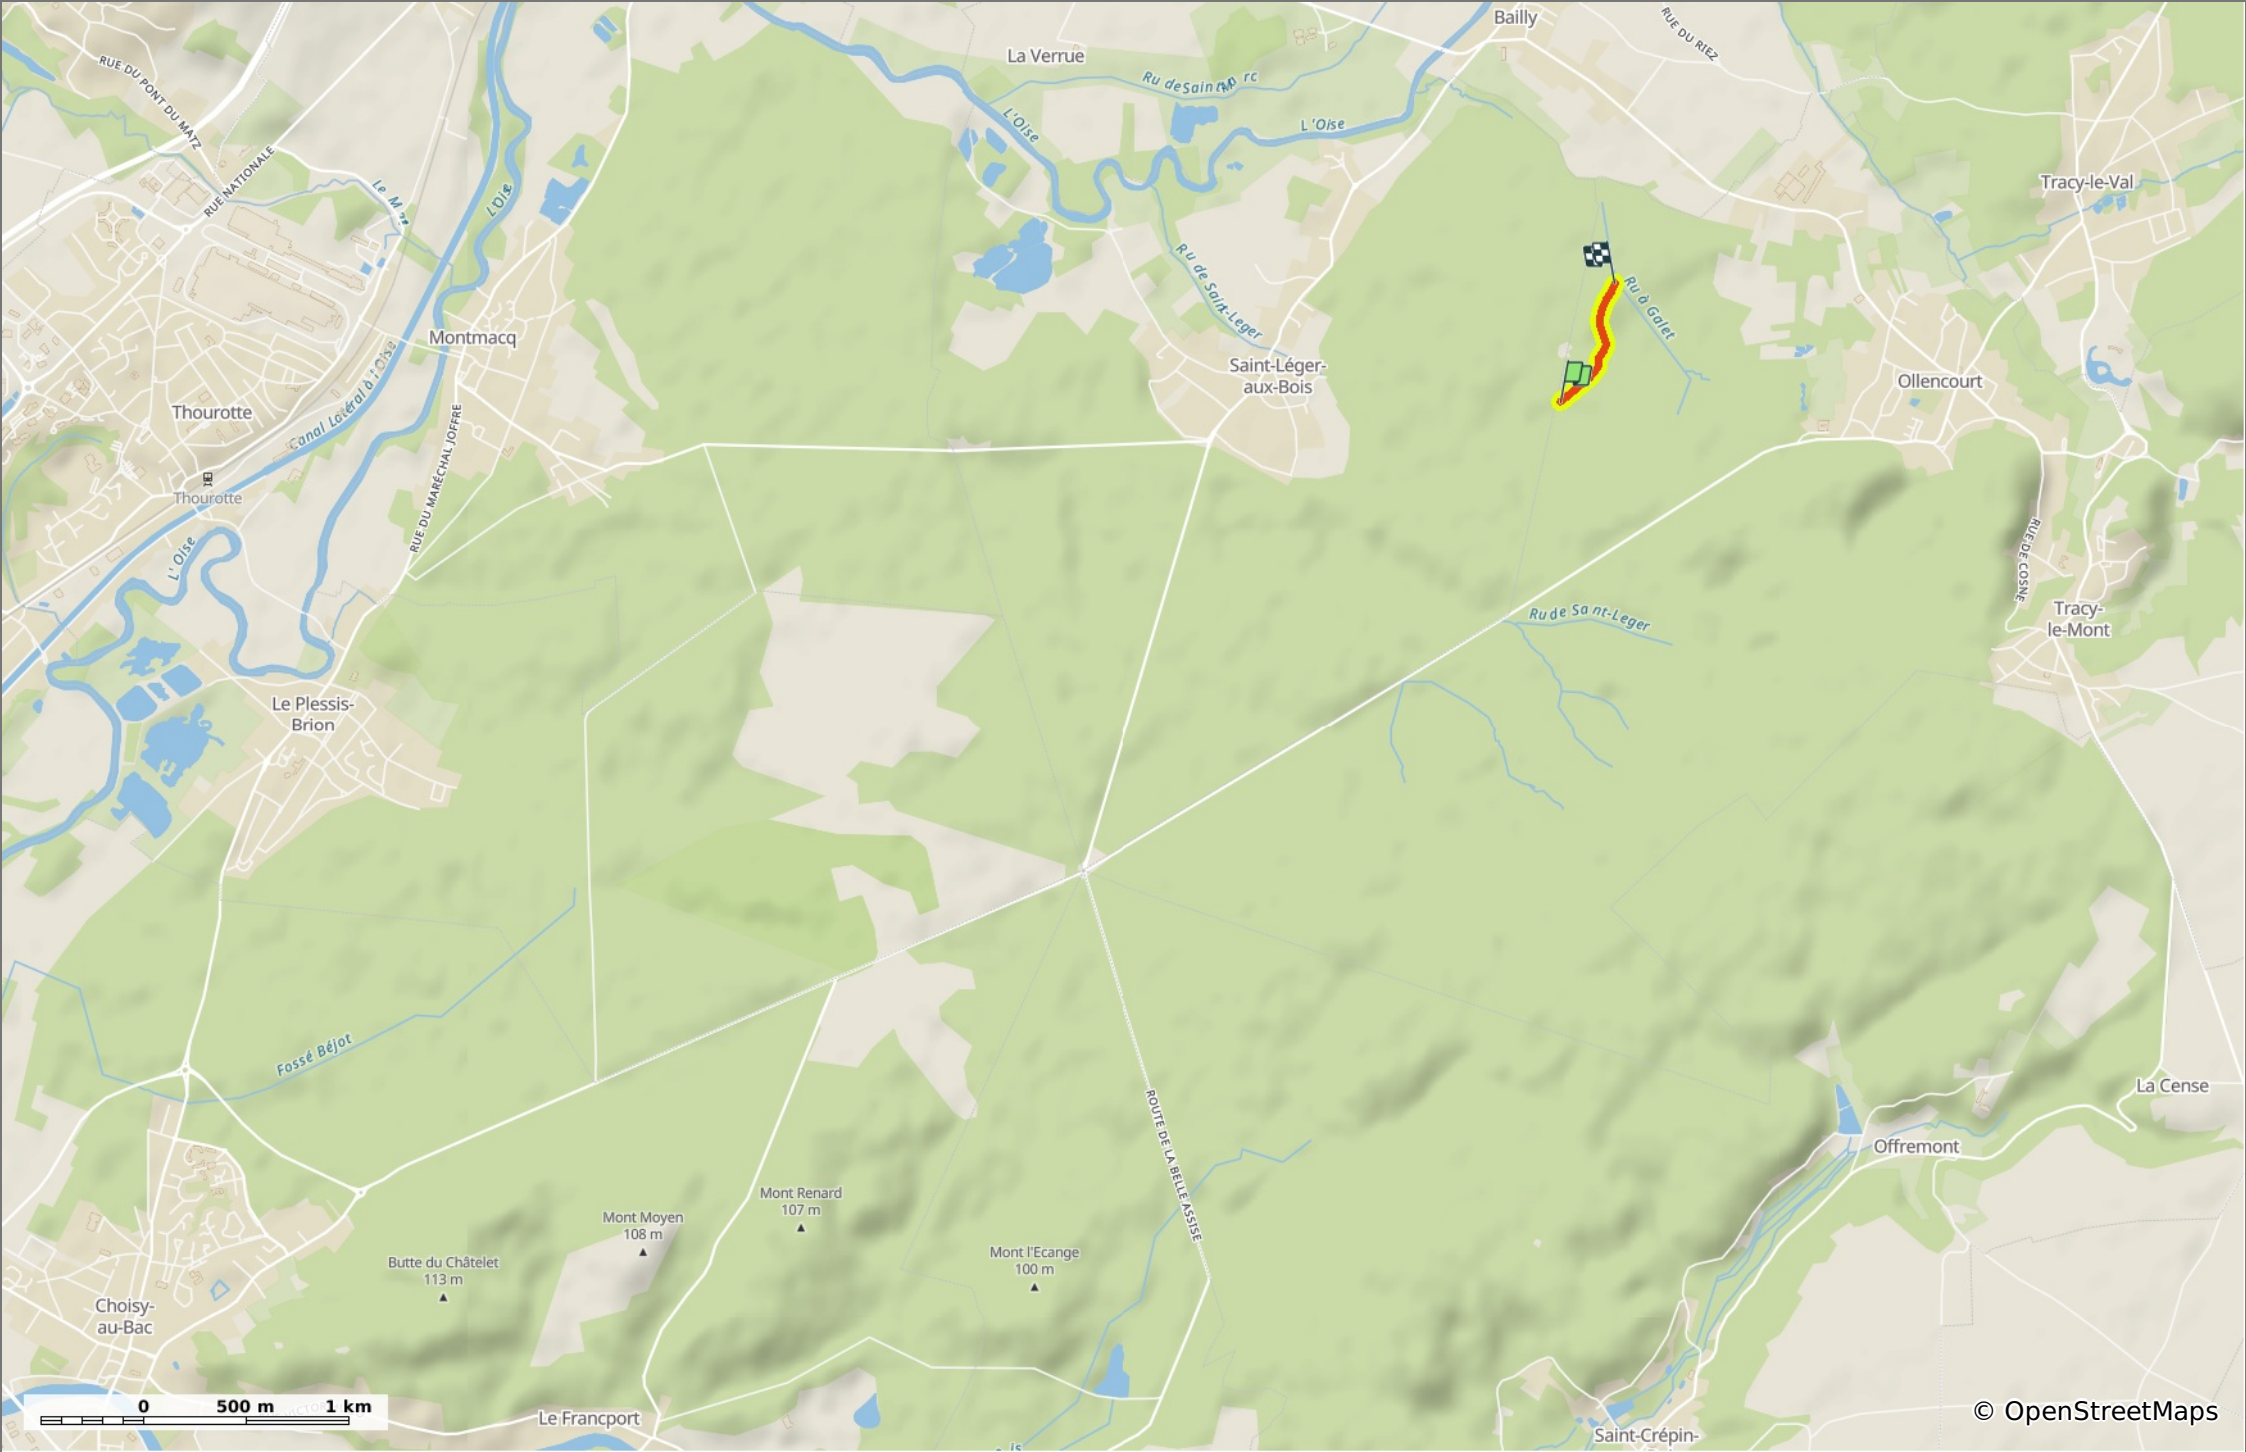 Bailly
RUE DU RIEZ
La Verrue
RUE DU PONT DU MATZ
L'Oise
L'Oise
RUE NATIONALE
Tracy-le-Val
L'Oise
Ru de Saint-Leger
Ru à Galet
Montmacq
Saint-Léger-
aux-Bois
Ollencourt
Thourotte
Canal Latéral à l'Oise
RUE DU MARÉCHAL JOFFRE
Thourotte
L'Oise
RUE DE COSNE
Tracy-
le-Mont
Ru de Sa nt-Leger
Le Plessis-
Brion
Fossé Béjot
La Cense
ROUTE DE LA BELLE ASSISE
Offremont
Mont Renard
107 m
Mont Moyen
108 m
Mont l'Ecange
100 m
Butte du Châtelet
113 m
Choisy-
au-Bac
0 500 m 1 km
Le Francport
© OpenStreetMaps
Saint-Crépin-